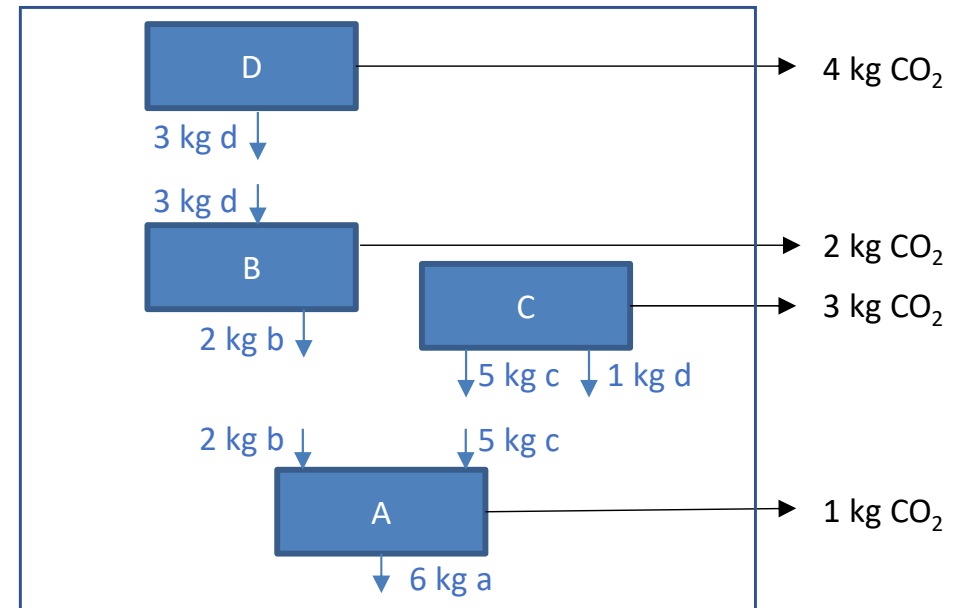 D
4 kg CO₂
3 kg d
3 kg d
B
2 kg CO₂
C
3 kg CO₂
2 kg b
5 kg c
1 kg d
2 kg b
5 kg c
A
1 kg CO₂
6 kg a